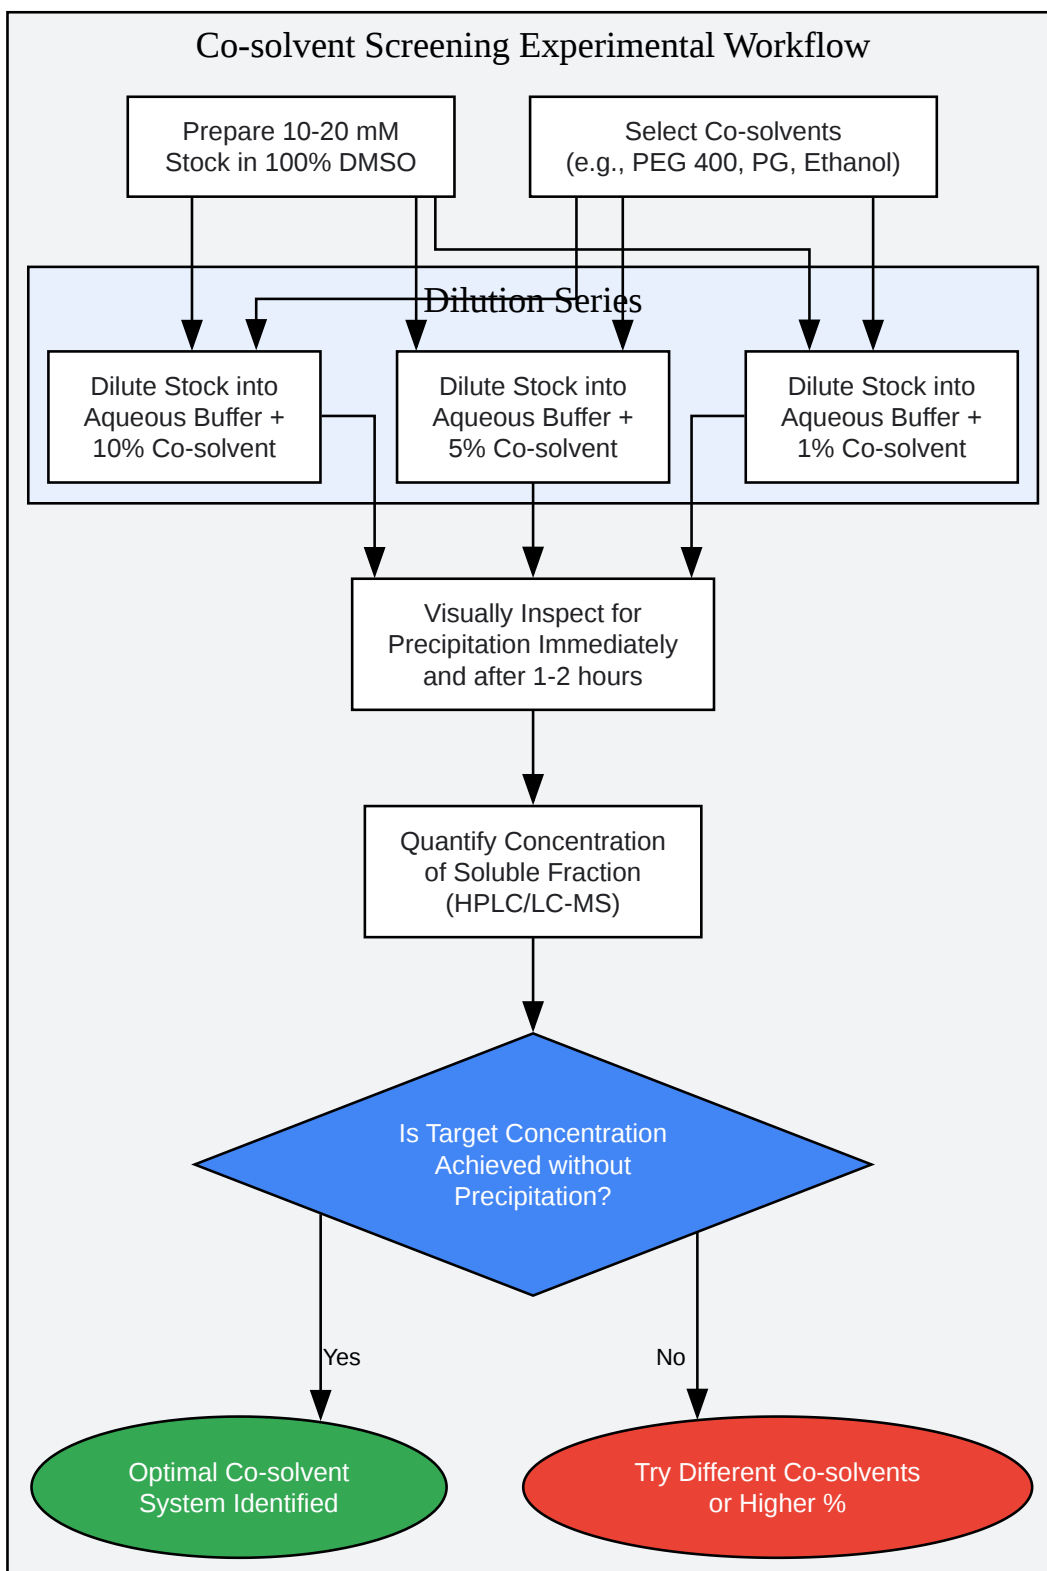 Co-solvent Screening Experimental Workflow
Prepare 10-20 mM
Stock in 100% DMSO
Select Co-solvents
(e.g., PEG 400, PG, Ethanol)
Dilution Series
Dilute Stock into
Aqueous Buffer +
10% Co-solvent
Dilute Stock into
Aqueous Buffer +
5% Co-solvent
Dilute Stock into
Aqueous Buffer +
1% Co-solvent
Visually Inspect for
Precipitation Immediately
and after 1-2 hours
Quantify Concentration
of Soluble Fraction
(HPLC/LC-MS)
Is Target Concentration
Achieved without
Precipitation?
Yes
No
Optimal Co-solvent
System Identified
Try Different Co-solvents
or Higher %